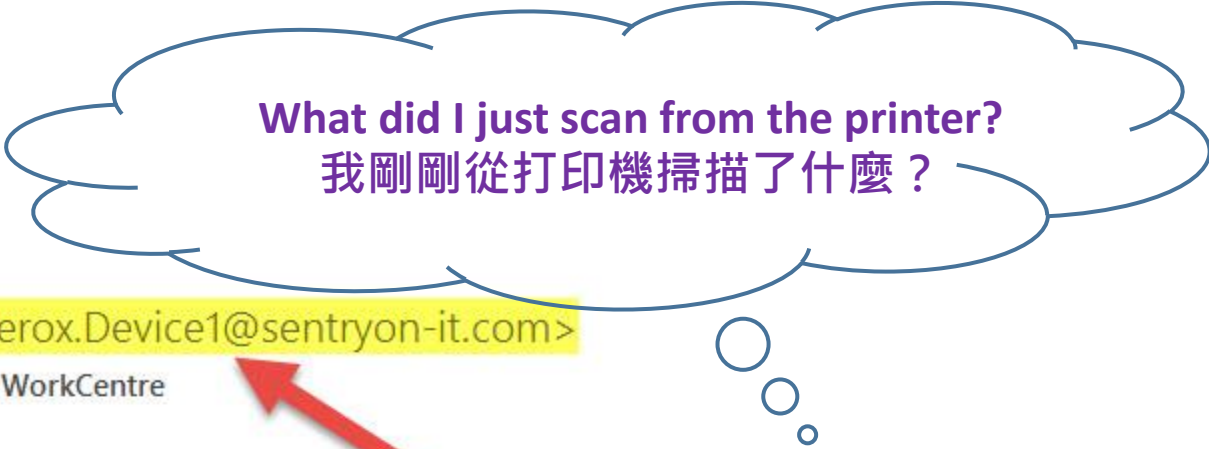 What did I just scan from the printer?
我剛剛從打印機掃描了什麼？
erox.Device1@sentryon-it.com>
WorkCentre